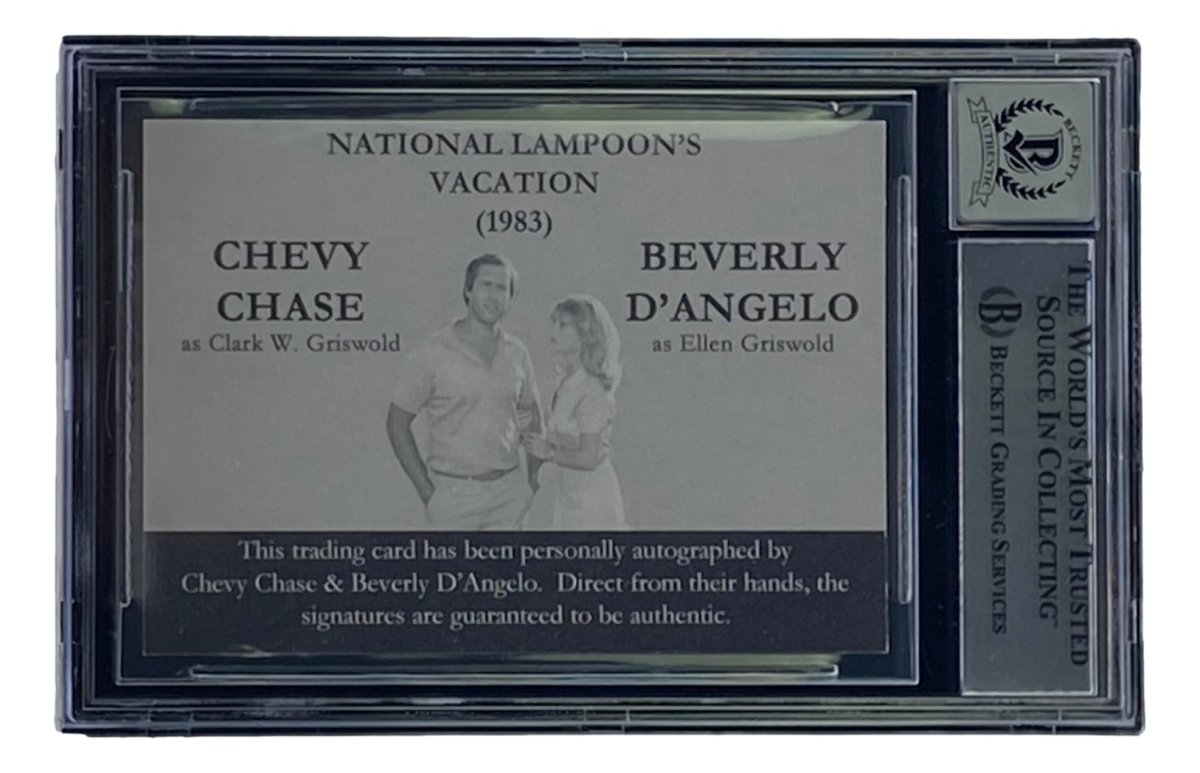 NATIONAL LAMPOON'S
VACATION
(1983)
CHEVY
CHASE
as Clark W. Griswold
BEVERLY
D'ANGELO
as Ellen Griswold
This trading card has been personally autographed by
Chevy Chase & Beverly D'Angelo. Direct from their hands, the
signatures are guaranteed to be authentic.
BECKETT
B
AUTHENTIC
THE WORLD'S MOST TRUSTED
SOURCE IN COLLECTING™
B BECKETT GRADING SERVICES